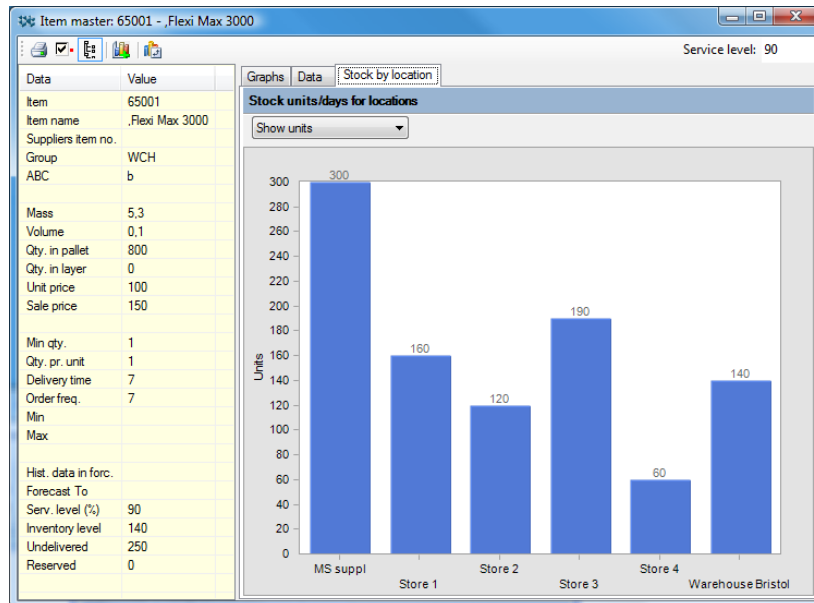 Item master: 65001 - ,Flexi Max 3000
Service level: 90
Data Value
Item 65001
Item name ,Flexi Max 3000
Suppliers item no.
Group WCH
ABC b
Mass 5,3
Volume 0,1
Qty. in pallet 800
Qty. in layer 0
Unit price 100
Sale price 150
Min qty. 1
Qty. pr. unit 1
Delivery time 7
Order freq. 7
Min
Max
Hist. data in forc.
Forecast To
Serv. level (%) 90
Inventory level 140
Undelivered 250
Reserved 0
Graphs Data Stock by location
Stock units/days for locations
Show units
Units
300
280
260
240
220
200
180
160
140
120
100
80
60
40
20
0
300
160
120
190
60
140
MS suppl
Store 1
Store 2
Store 3
Store 4
Warehouse Bristol